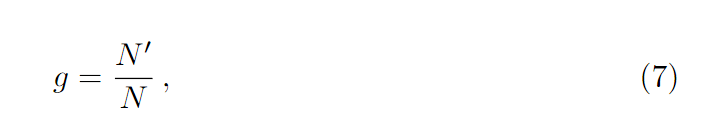 g = N′/N , (7)